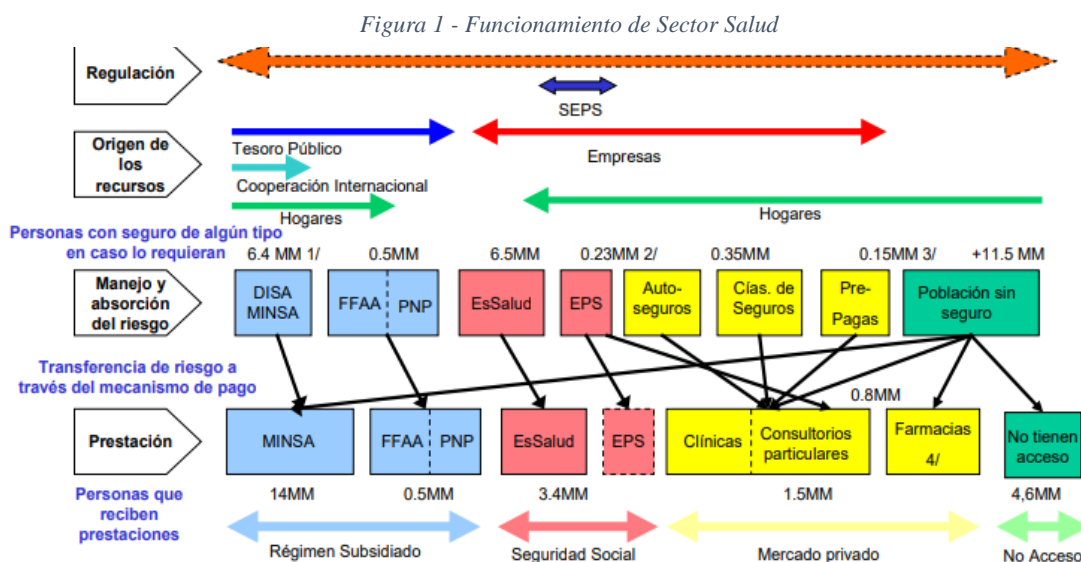 Figura 1 - Funcionamiento de Sector Salud
Regulación
SEPS
Origen de
los
recursos
Tesoro Público
Cooperación Internacional
Hogares
Empresas
Hogares
Personas con seguro de algún tipo
en caso lo requieran
6.4 MM 1/
0.5MM
6.5MM
0.23MM 2/
0.35MM
0.15MM 3/
+11.5 MM
Manejo y
absorción
del riesgo
DISA
MINSA
FFAA
PNP
EsSalud
EPS
Auto-
seguros
Cías. de
Seguros
Pre-
Pagas
Población sin
seguro
Transferencia de riesgo a
través del mecanismo de pago
0.8MM
Prestación
MINSA
FFAA
PNP
EsSalud
EPS
Clínicas
Consultorios
particulares
Farmacias
4/
No tienen
acceso
Personas que
reciben
prestaciones
14MM
0.5MM
3.4MM
1.5MM
4,6MM
Régimen Subsidiado
Seguridad Social
Mercado privado
No Acceso